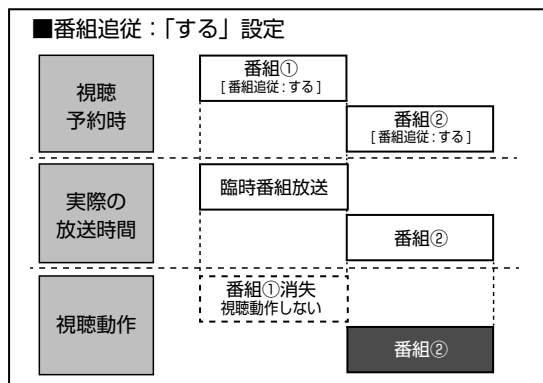 ■番組追従:「する」設定
視聴
予約時
番組①
[ 番組追従:する ]
番組②
[ 番組追従:する ]
実際の
放送時間
臨時番組放送
番組②
視聴動作
番組①消失
視聴動作しない
番組②